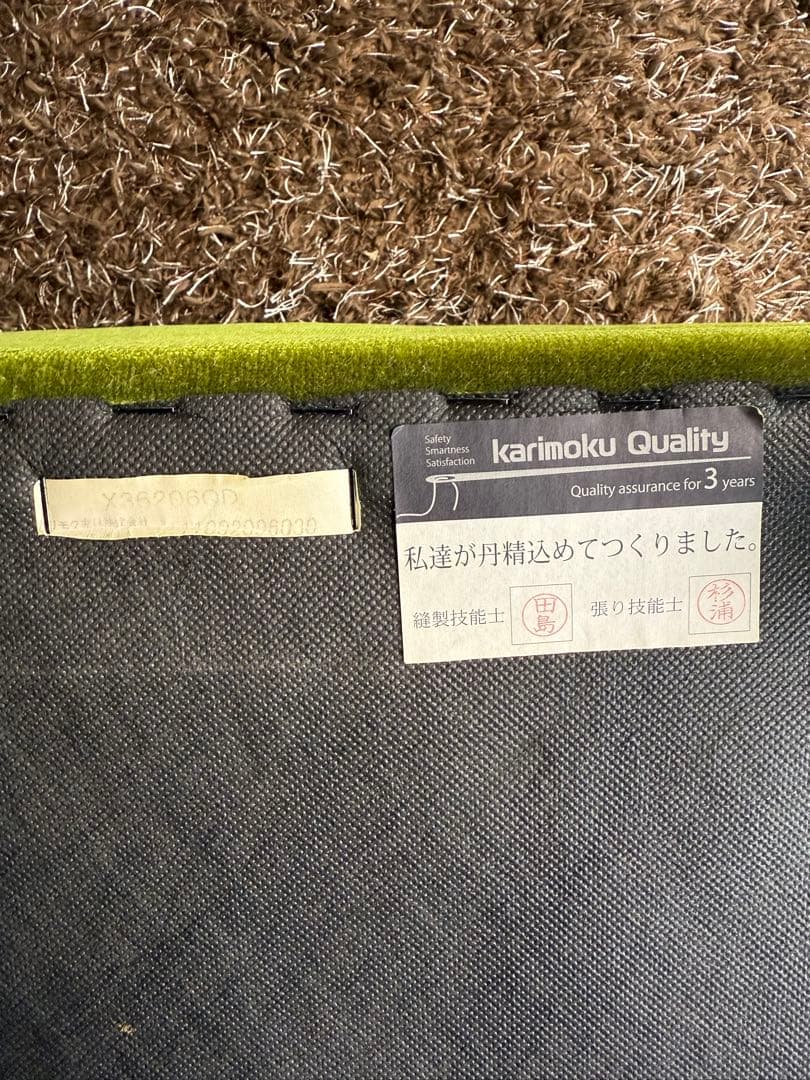 X36206QD
Safety
Smartness
Satisfaction
karimoku Quality
Quality assurance for 3 years
私達が丹精込めてつくりました。
縫製技能士
田島
張り技能士
杉浦